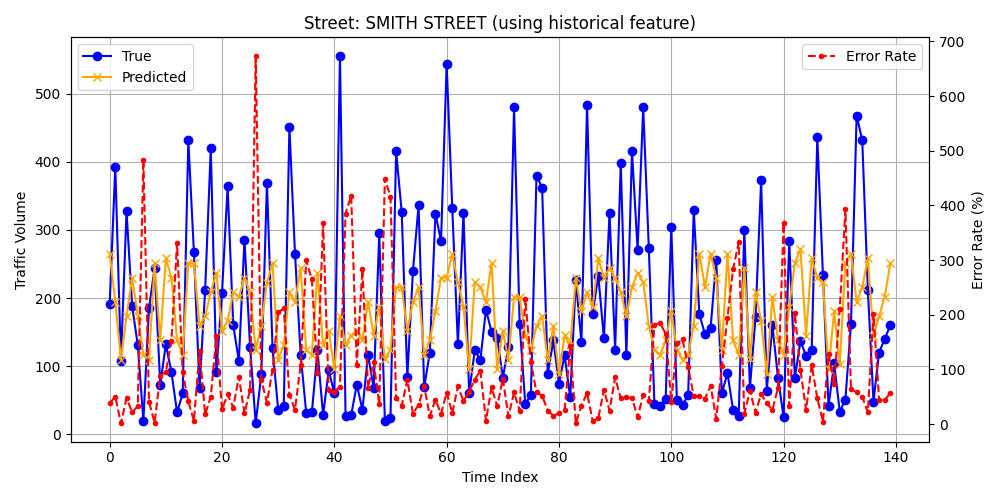 Street: SMITH STREET (using historical feature)
True
Predicted
Error Rate
Traffic Volume
0
100
200
300
400
500
0
100
200
300
400
500
600
700
Error Rate (%)
0 20 40 60 80 100 120 140
Time Index